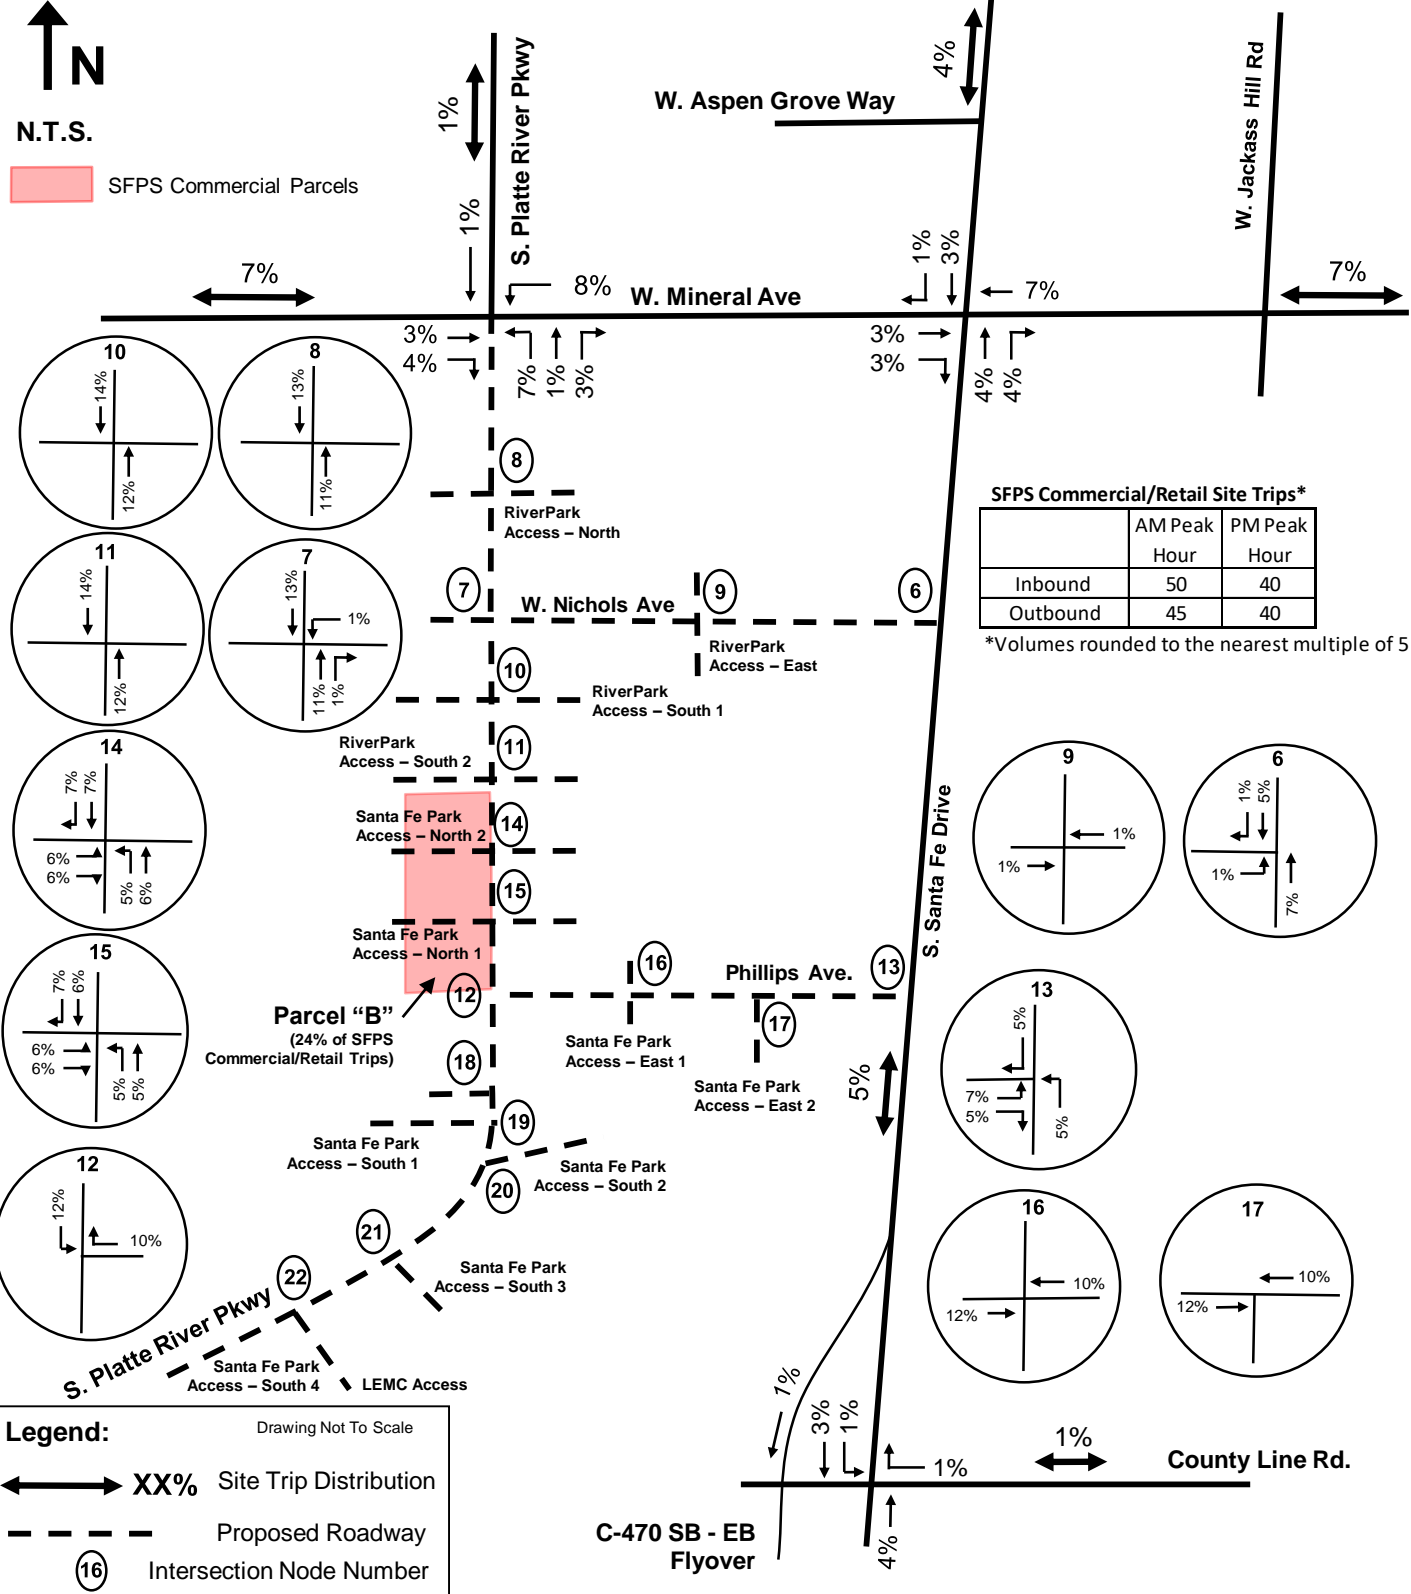 N
N.T.S.
SFPS Commercial Parcels
1%
S. Platte River Pkwy
4%
W. Aspen Grove Way
W. Jackass Hill Rd
1%
7%
8%
W. Mineral Ave
1%
3%
7%
7%
3%
4%
7%
1%
3%
3%
3%
4%
4%
10
14%
12%
8
13%
11%
8
RiverPark
Access – North
SFPS Commercial/Retail Site Trips*
AM Peak
Hour
PM Peak
Hour
Inbound 50 40
Outbound 45 40
*Volumes rounded to the nearest multiple of 5
11
14%
12%
7
13%
1%
11%
1%
7
W. Nichols Ave
9
6
RiverPark
Access – East
10
RiverPark
Access – South 1
RiverPark
Access – South 2
11
14
7%
7%
6%
6%
5%
6%
Santa Fe Park
Access – North 2
14
15
Santa Fe Park
Access – North 1
S. Santa Fe Drive
9
1%
1%
6
1%
5%
1%
7%
15
7%
6%
6%
6%
5%
5%
12
Parcel “B”
(24% of SFPS
Commercial/Retail Trips)
16
Phillips Ave.
13
17
Santa Fe Park
Access – East 1
Santa Fe Park
Access – East 2
5%
13
5%
7%
5%
5%
18
19
Santa Fe Park
Access – South 1
20
Santa Fe Park
Access – South 2
12
12%
10%
21
Santa Fe Park
Access – South 3
22
S. Platte River Pkwy
Santa Fe Park
Access – South 4
LEMC Access
16
10%
12%
17
10%
12%
1%
3%
1%
1%
1%
County Line Rd.
4%
C-470 SB - EB
Flyover
Legend:
Drawing Not To Scale
XX% Site Trip Distribution
Proposed Roadway
16 Intersection Node Number